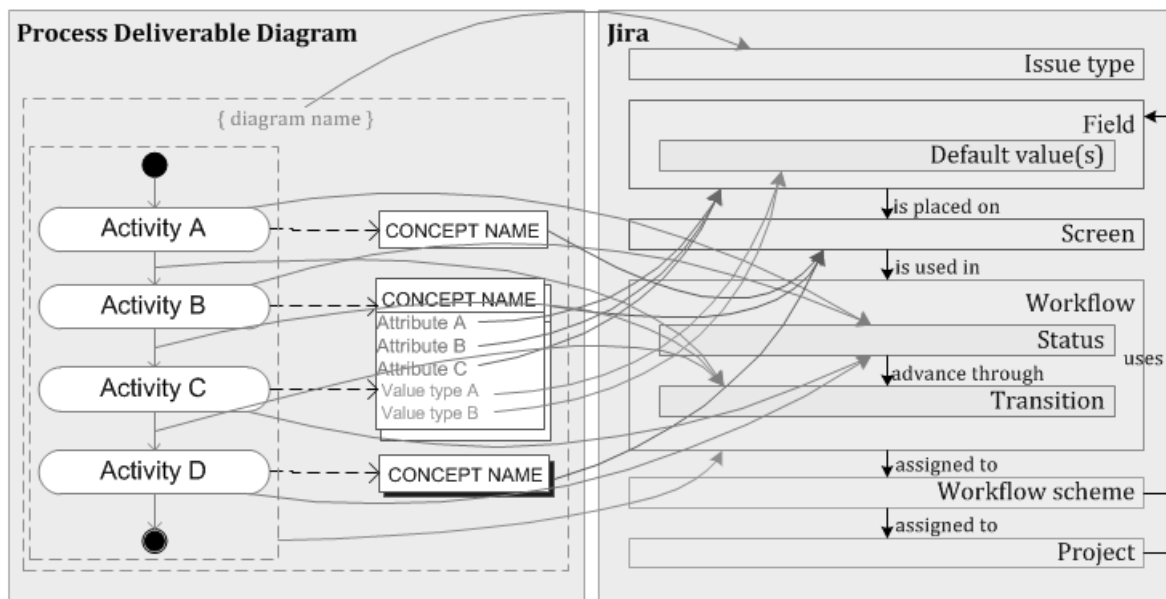 Process Deliverable Diagram
{ diagram name }
Activity A
CONCEPT NAME
Activity B
CONCEPT NAME
Attribute A
Attribute B
Attribute C
Value type A
Value type B
Activity C
Activity D
CONCEPT NAME
Jira
Issue type
Field
Default value(s)
is placed on
Screen
is used in
Workflow
Status
uses
advance through
Transition
assigned to
Workflow scheme
assigned to
Project